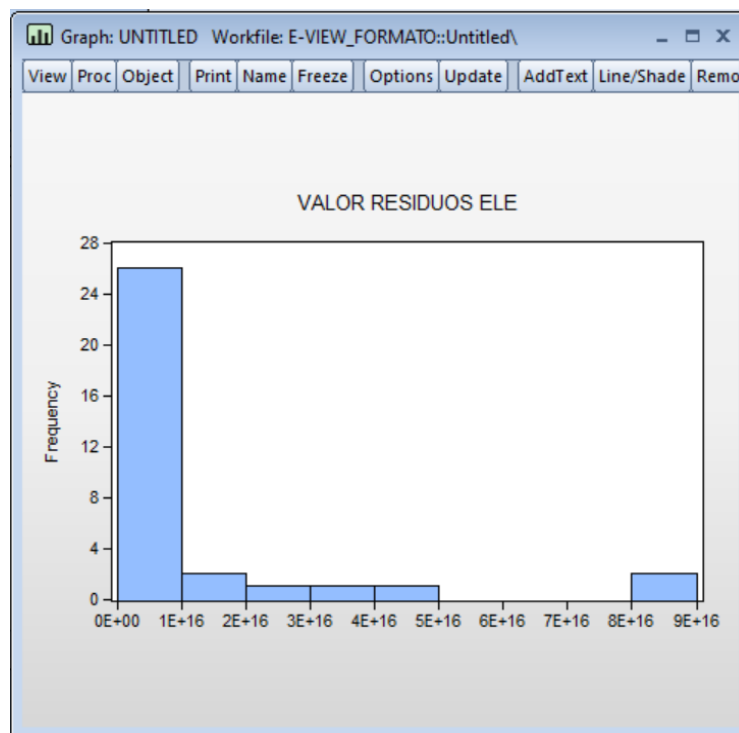 Graph: UNTITLED Workfile: E-VIEW_FORMATO::Untitled\
View Proc Object Print Name Freeze Options Update AddText Line/Shade Remo
VALOR RESIDUOS ELE
28
24
20
16
12
8
4
0
Frequency
0E+00 1E+16 2E+16 3E+16 4E+16 5E+16 6E+16 7E+16 8E+16 9E+16